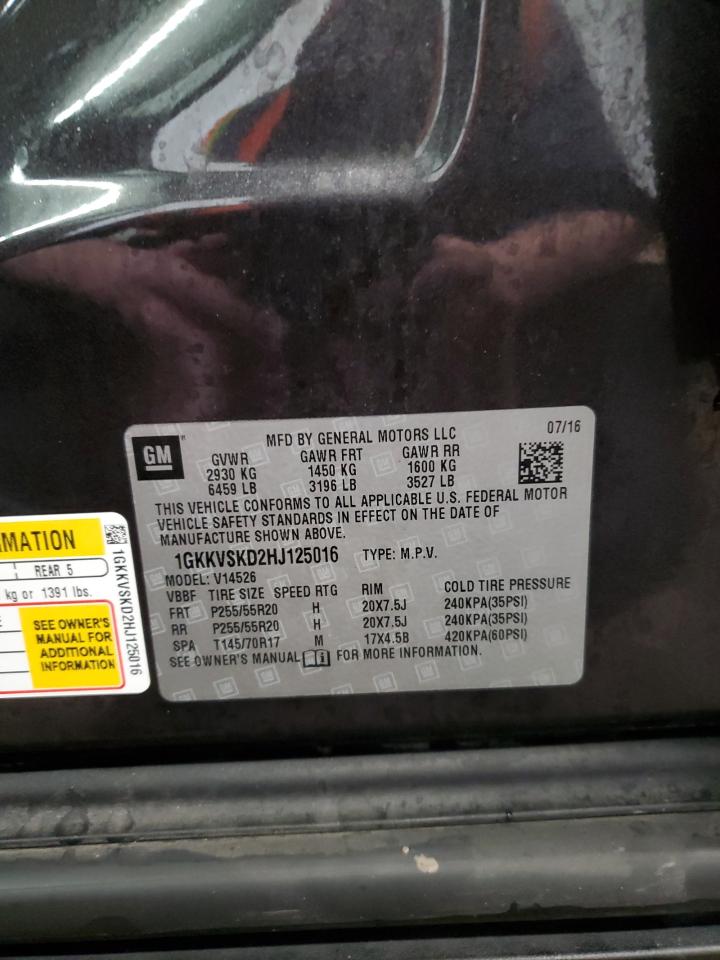 GM
MFD BY GENERAL MOTORS LLC 07/16
GVWR GAWR FRT GAWR RR
2930 KG 1450 KG 1600 KG
6459 LB 3196 LB 3527 LB
THIS VEHICLE CONFORMS TO ALL APPLICABLE U.S. FEDERAL MOTOR
VEHICLE SAFETY STANDARDS IN EFFECT ON THE DATE OF
MANUFACTURE SHOWN ABOVE.
1GKKVSKD2HJ125016 TYPE: M.P.V.
MODEL: V14526
VBBF TIRE SIZE SPEED RTG RIM COLD TIRE PRESSURE
FRT P255/55R20 H 20X7.5J 240KPA(35PSI)
RR P255/55R20 H 20X7.5J 240KPA(35PSI)
SPA T145/70R17 M 17X4.5B 420KPA(60PSI)
SEE OWNER'S MANUAL FOR MORE INFORMATION.
MATION
REAR 5
kg or 1391 lbs.
SEE OWNER'S
MANUAL FOR
ADDITIONAL
INFORMATION
1GKKVSKD2HJ125016